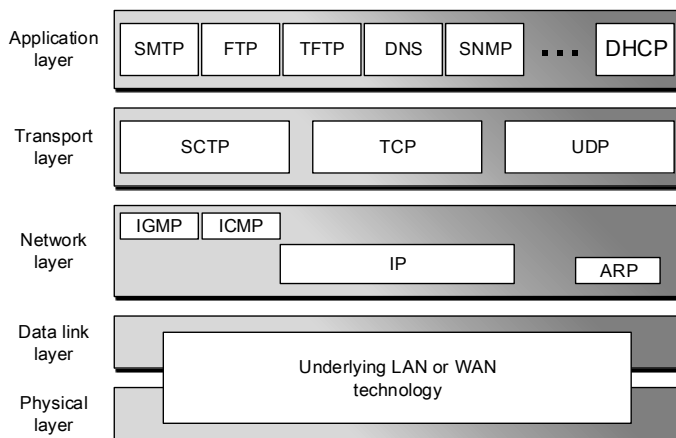 Application
layer
SMTP FTP TFTP DNS SNMP ... DHCP
Transport
layer
SCTP TCP UDP
Network
layer
IGMP ICMP
IP
ARP
Data link
layer
Underlying LAN or WAN
technology
Physical
layer